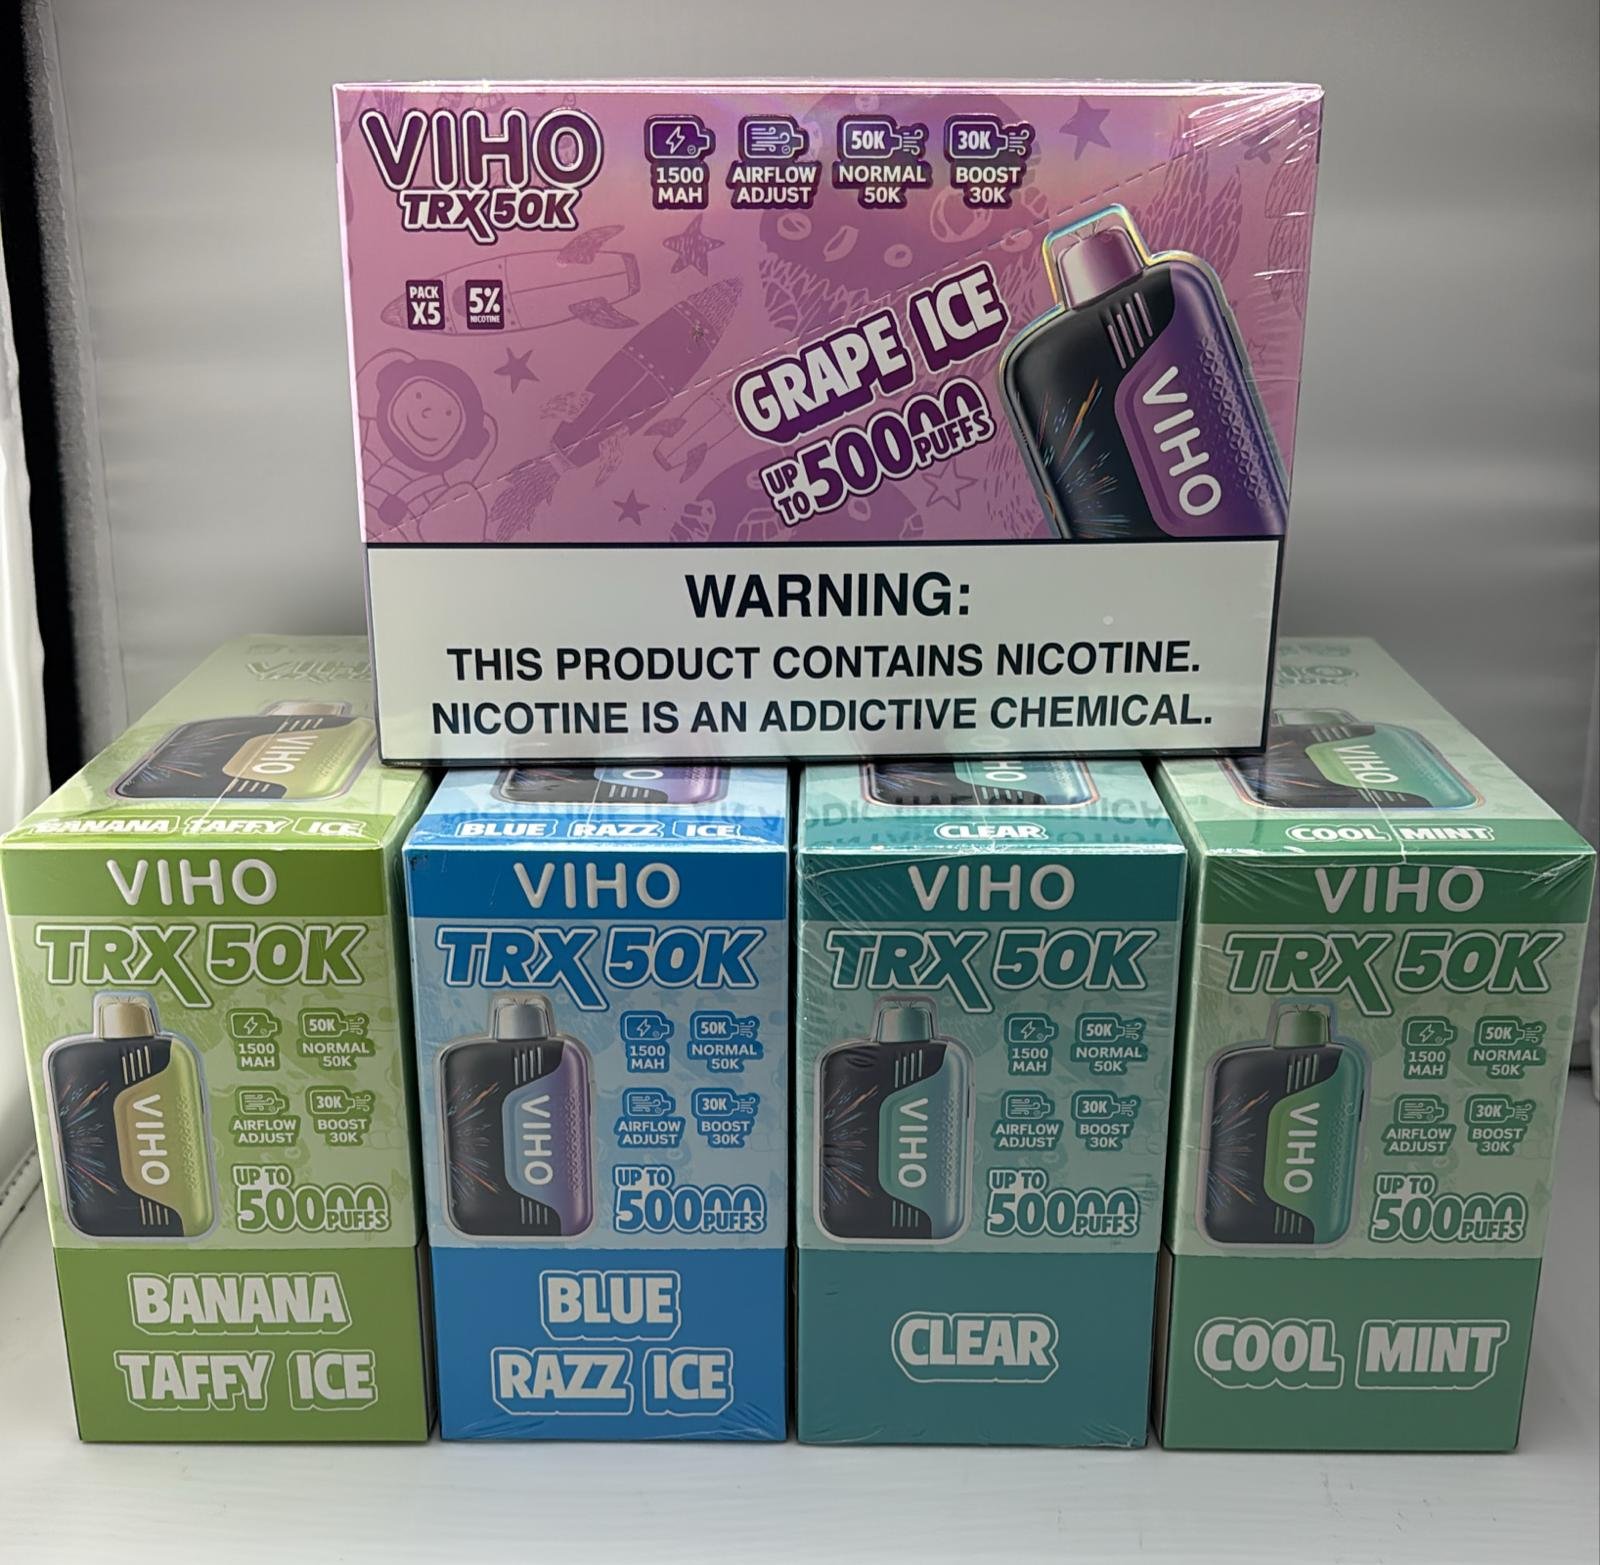 VIHO
TRX 50K
1500 MAH
AIRFLOW ADJUST
50K
NORMAL 50K
30K
BOOST 30K
PACK X5
5% NICOTINE
GRAPE ICE
UP TO 50000 PUFFS
VIHO
WARNING:
THIS PRODUCT CONTAINS NICOTINE.
NICOTINE IS AN ADDICTIVE CHEMICAL.
VIHO
BANANA TAFFY ICE
VIHO
TRX 50K
1500 MAH
50K
NORMAL 50K
AIRFLOW ADJUST
30K
BOOST 30K
VIHO
UP TO
50000 PUFFS
BANANA
TAFFY ICE
BLUE RAZZ ICE
VIHO
TRX 50K
1500 MAH
50K
NORMAL 50K
AIRFLOW ADJUST
30K
BOOST 30K
VIHO
UP TO
50000 PUFFS
BLUE
RAZZ ICE
CLEAR
VIHO
TRX 50K
1500 MAH
50K
NORMAL 50K
AIRFLOW ADJUST
30K
BOOST 30K
VIHO
UP TO
50000 PUFFS
CLEAR
VIHO
COOL MINT
VIHO
TRX 50K
1500 MAH
50K
NORMAL 50K
AIRFLOW ADJUST
30K
BOOST 30K
VIHO
UP TO
50000 PUFFS
COOL MINT